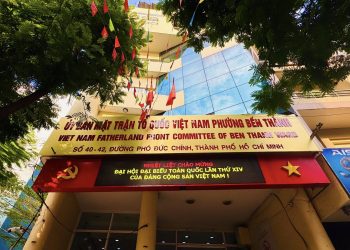 ỦY BAN MẶT TRẬN TỔ QUỐC VIỆT NAM PHƯỜNG BẾN THÀNH
VIET NAM FATHERLAND FRONT COMMITTEE OF BEN THANH WARD
SỐ 40-42, ĐƯỜNG PHÓ ĐỨC CHÍNH, THÀNH PHỐ HỒ CHÍ MINH
NHIỆT LIỆT CHÀO MỪNG
ĐẠI HỘI ĐẠI BIỂU TOÀN QUỐC LẦN THỨ XIV
CỦA ĐẢNG CỘNG SẢN VIỆT NAM !